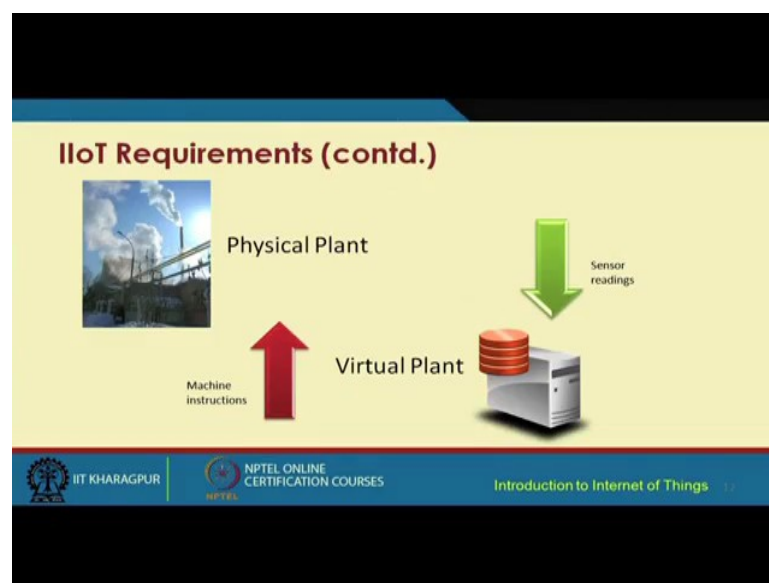 IIoT Requirements (contd.)
Physical Plant
Sensor
readings
Virtual Plant
Machine
instructions
IIT KHARAGPUR
NPTEL
NPTEL ONLINE
CERTIFICATION COURSES
Introduction to Internet of Things
12